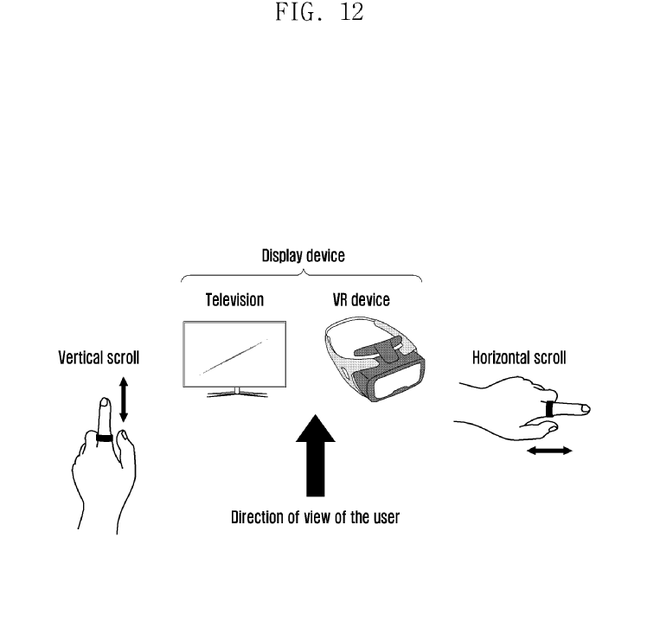 FIG. 12
Display device
Television
VR device
Vertical scroll
Horizontal scroll
Direction of view of the user